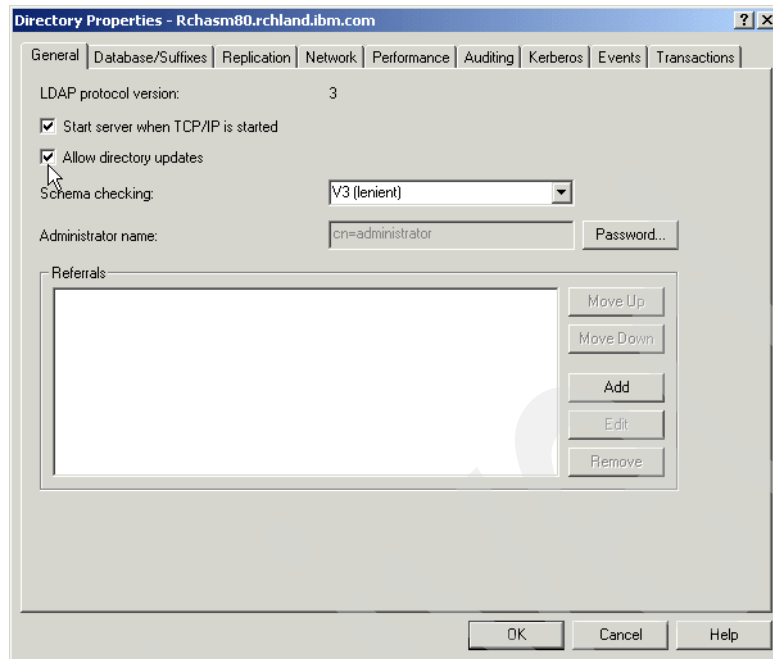 Directory Properties - Rchasm80.rchland.ibm.com
General Database/Suffixes Replication Network Performance Auditing Kerberos Events Transactions
LDAP protocol version: 3
Start server when TCP/IP is started
Allow directory updates
Schema checking: V3 (lenient)
Administrator name: cn=administrator Password...
Referrals
Move Up
Move Down
Add
Edit
Remove
OK Cancel Help